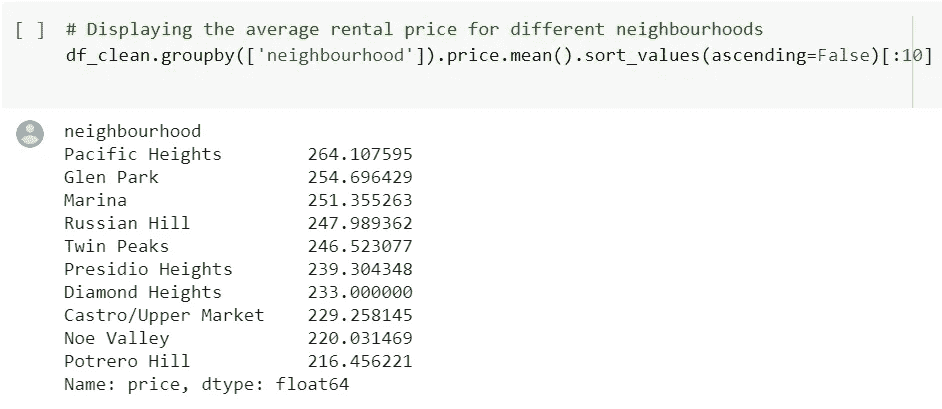 [ ] # Displaying the average rental price for different neighbourhoods
df_clean.groupby(['neighbourhood']).price.mean().sort_values(ascending=False)[:10]
neighbourhood
Pacific Heights 264.107595
Glen Park 254.696429
Marina 251.355263
Russian Hill 247.989362
Twin Peaks 246.523077
Presidio Heights 239.304348
Diamond Heights 233.000000
Castro/Upper Market 229.258145
Noe Valley 220.031469
Potrero Hill 216.456221
Name: price, dtype: float64